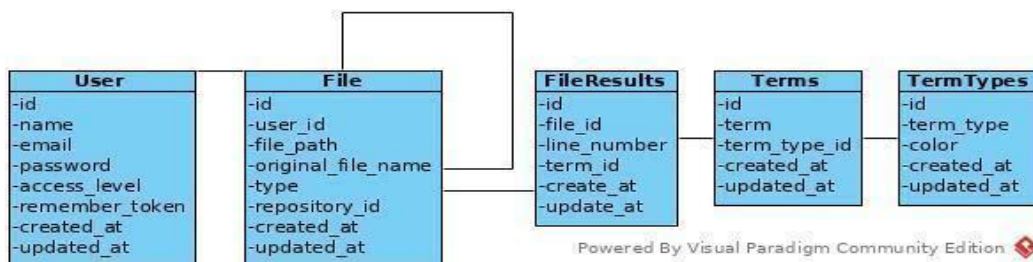 User
-id
-name
-email
-password
-access_level
-remember_token
-created_at
-updated_at
File
-id
-user_id
-file_path
-original_file_name
-type
-repository_id
-created_at
-updated_at
FileResults
-id
-file_id
-line_number
-term_id
-create_at
-update_at
Terms
-id
-term
-term_type_id
-created_at
-updated_at
TermTypes
-id
-term_type
-color
-created_at
-updated_at
Powered By Visual Paradigm Community Edition